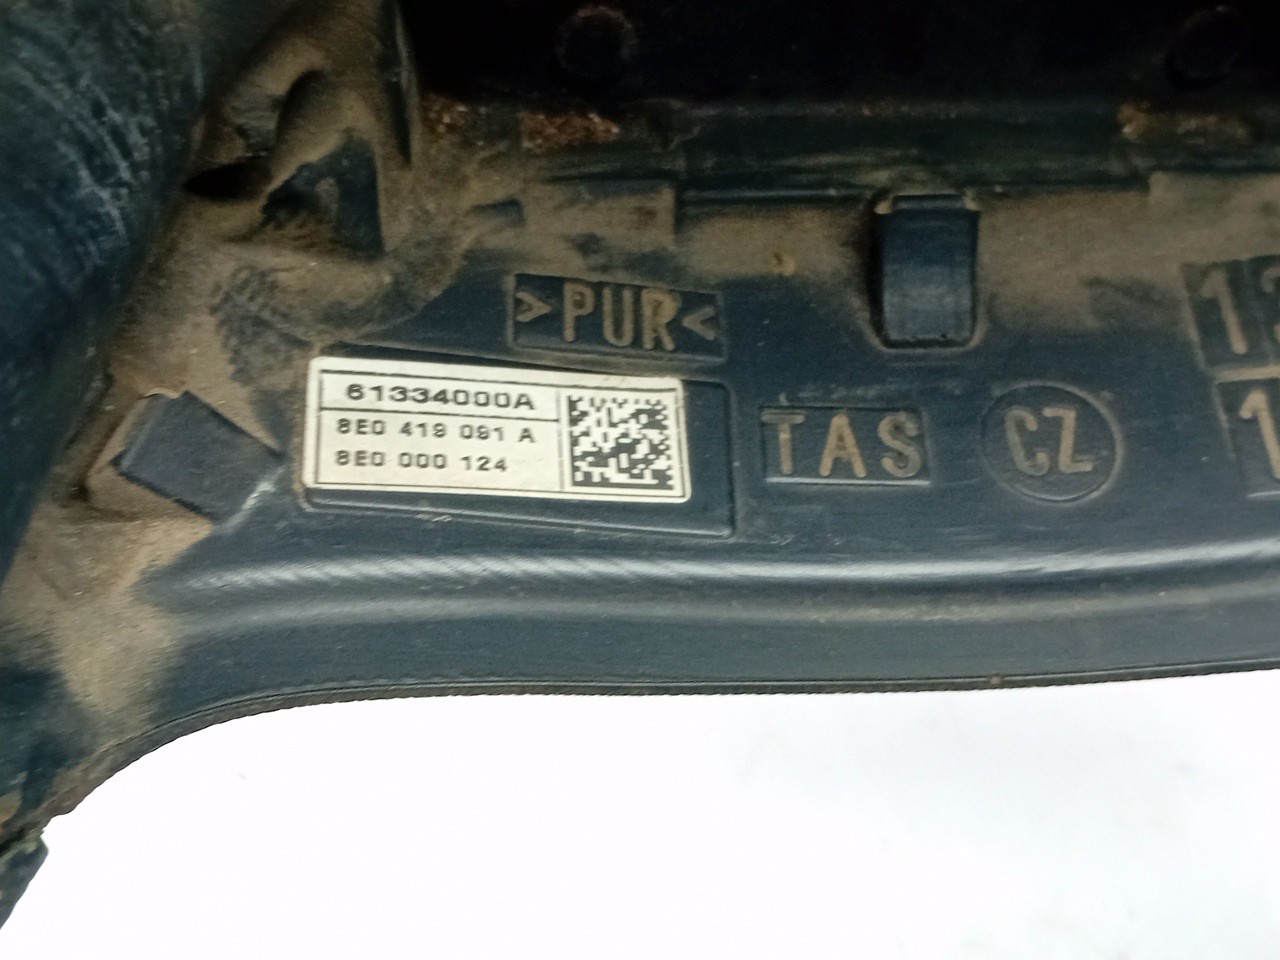 >PUR<
61334000A
8E0 419 091 A
8E0 000 124
TAS
CZ